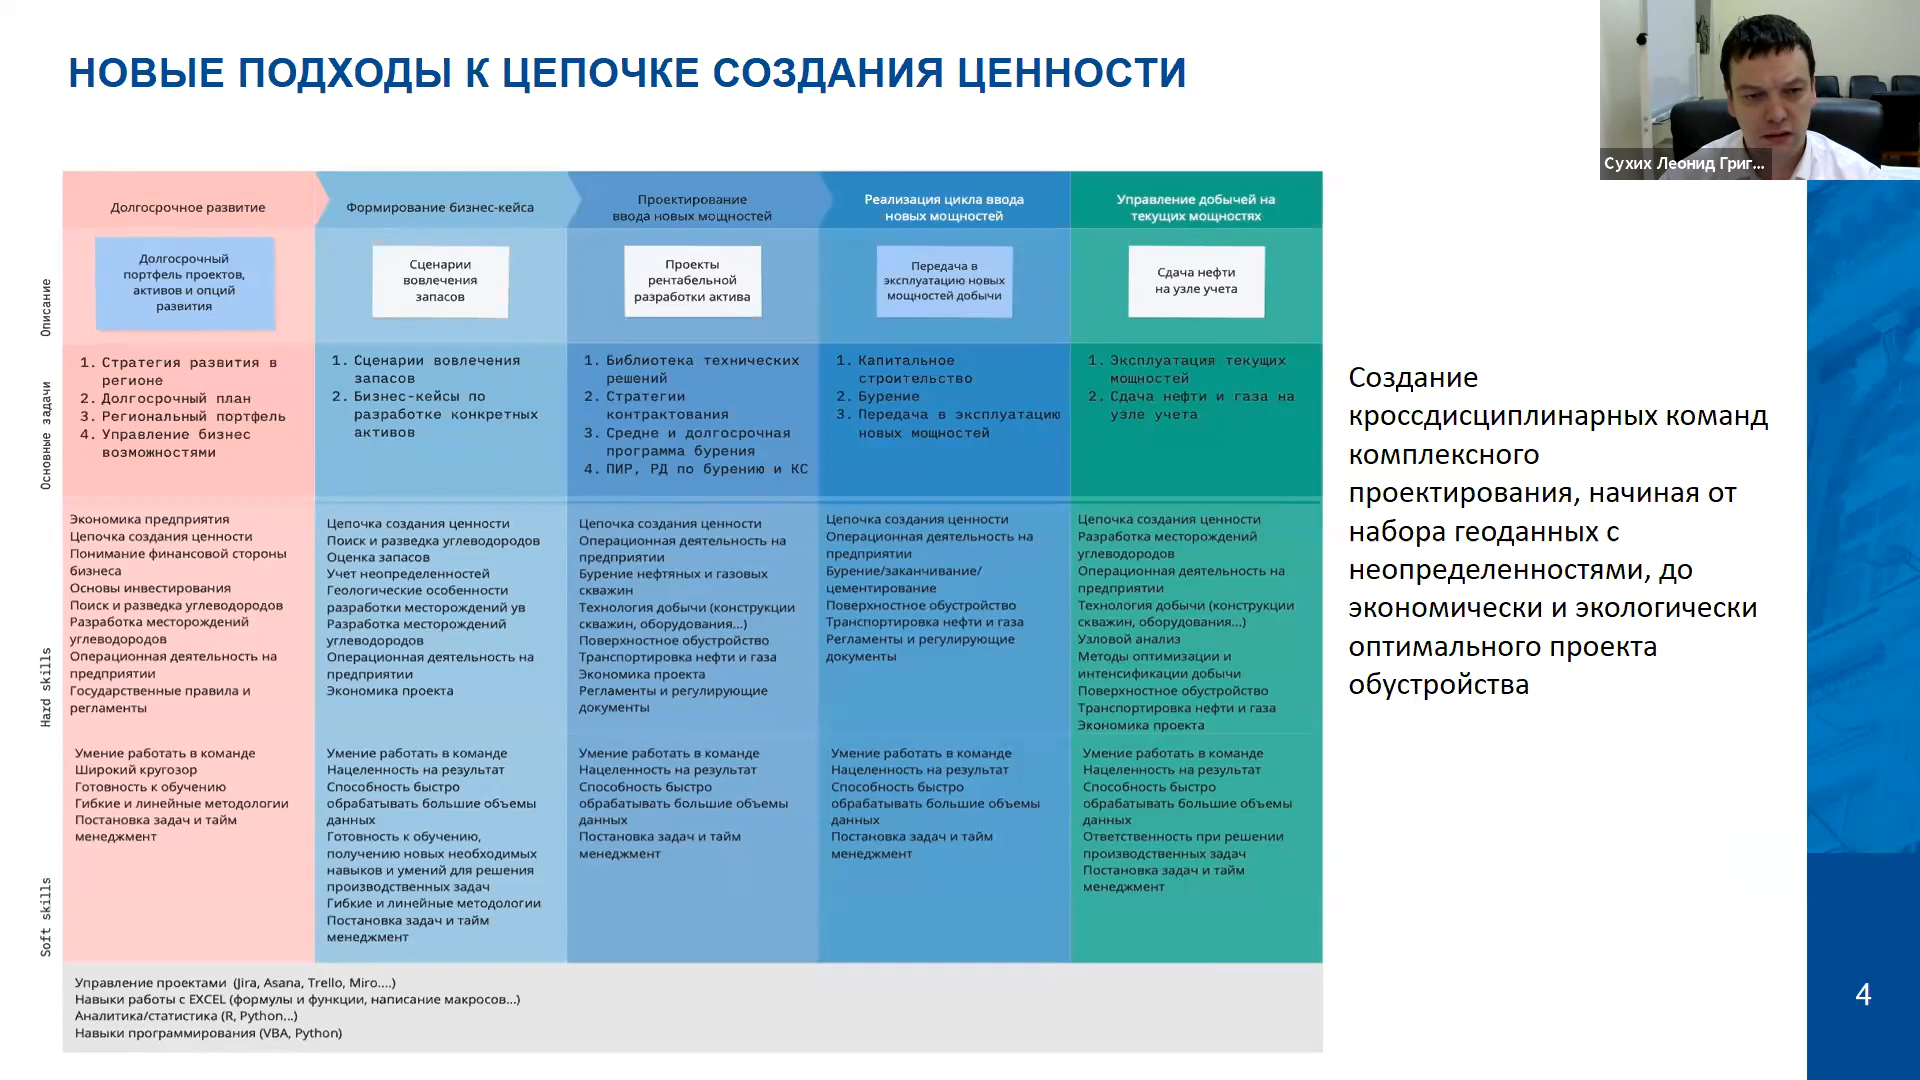 НОВЫЕ ПОДХОДЫ К ЦЕПОЧКЕ СОЗДАНИЯ ЦЕННОСТИ
Сухих Леонид Григ...
Долгосрочное развитие
Формирование бизнес-кейса
Проектирование
ввода новых мощностей
Реализация цикла ввода
новых мощностей
Управление добычей на
текущих мощностях
Описание
Долгосрочный
портфель проектов,
активов и опций
развития
Сценарии
вовлечения
запасов
Проекты
рентабельной
разработки актива
Передача в
эксплуатацию новых
мощностей добычи
Сдача нефти
на узле учета
Основные задачи
1. Стратегия развития в
регионе
2. Долгосрочный план
3. Региональный портфель
4. Управление бизнес
возможностями
1. Сценарии вовлечения
запасов
2. Бизнес-кейсы по
разработке конкретных
активов
1. Библиотека технических
решений
2. Стратегии
контрактования
3. Средне и долгосрочная
программа бурения
4. ПИР, РД по бурению и КС
1. Капитальное
строительство
2. Бурение
3. Передача в эксплуатацию
новых мощностей
1. Эксплуатация текущих
мощностей
2. Сдача нефти и газа на
узле учета
Hard skills
Экономика предприятия
Цепочка создания ценности
Понимание финансовой стороны
бизнеса
Основы инвестирования
Поиск и разведка углеводородов
Разработка месторождений
углеводородов
Операционная деятельность на
предприятии
Государственные правила и
регламенты
Цепочка создания ценности
Поиск и разведка углеводородов
Оценка запасов
Учет неопределенностей
Геологические особенности
разработки месторождений ув
Разработка месторождений
углеводородов
Операционная деятельность на
предприятии
Экономика проекта
Цепочка создания ценности
Операционная деятельность на
предприятии
Бурение нефтяных и газовых
скважин
Технология добычи (конструкции
скважин, оборудования...)
Поверхностное обустройство
Транспортировка нефти и газа
Экономика проекта
Регламенты и регулирующие
документы
Цепочка создания ценности
Операционная деятельность на
предприятии
Бурение/заканчивание/
цементирование
Поверхностное обустройство
Транспортировка нефти и газа
Регламенты и регулирующие
документы
Цепочка создания ценности
Разработка месторождений
углеводородов
Операционная деятельность на
предприятии
Технология добычи (конструкции
скважин, оборудования...)
Узловой анализ
Методы оптимизации и
интенсификации добычи
Поверхностное обустройство
Транспортировка нефти и газа
Экономика проекта
Soft skills
Умение работать в команде
Широкий кругозор
Готовность к обучению
Гибкие и линейные методологии
Постановка задач и тайм
менеджмент
Умение работать в команде
Нацеленность на результат
Способность быстро
обрабатывать большие объемы
данных
Готовность к обучению,
получению новых необходимых
навыков и умений для решения
производственных задач
Гибкие и линейные методологии
Постановка задач и тайм
менеджмент
Умение работать в команде
Нацеленность на результат
Способность быстро
обрабатывать большие объемы
данных
Постановка задач и тайм
менеджмент
Умение работать в команде
Нацеленность на результат
Способность быстро
обрабатывать большие объемы
данных
Постановка задач и тайм
менеджмент
Умение работать в команде
Нацеленность на результат
Способность быстро
обрабатывать большие объемы
данных
Ответственность при решении
производственных задач
Постановка задач и тайм
менеджмент
Управление проектами (Jira, Asana, Trello, Miro....)
Навыки работы с EXCEL (формулы и функции, написание макросов...)
Аналитика/статистика (R, Python...)
Навыки программирования (VBA, Python)
Создание
кроссдисциплинарных команд
комплексного
проектирования, начиная от
набора геоданных с
неопределенностями, до
экономически и экологически
оптимального проекта
обустройства
4